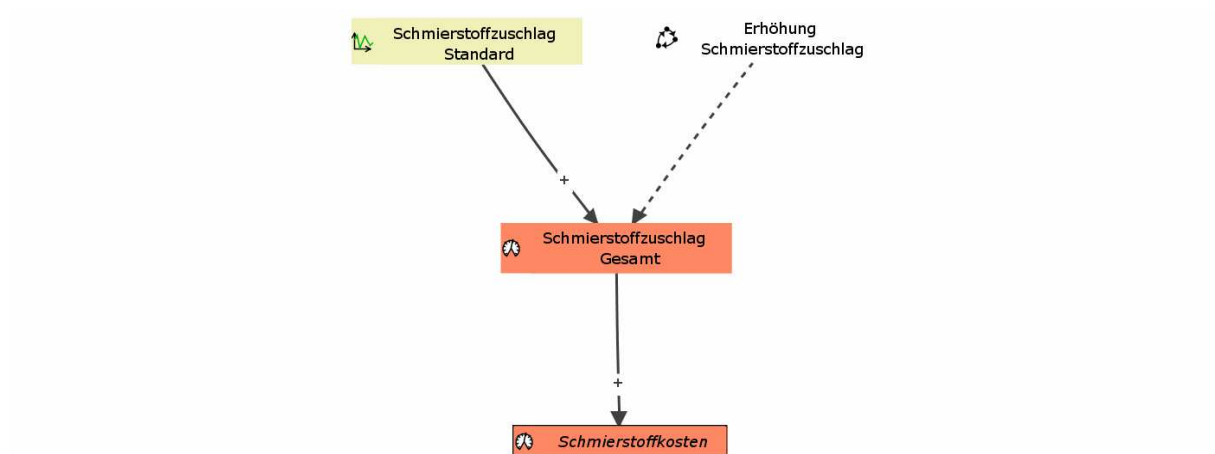 Schmierstoffzuschlag
Standard
Erhöhung
Schmierstoffzuschlag
+
Schmierstoffzuschlag
Gesamt
+
Schmierstoffkosten